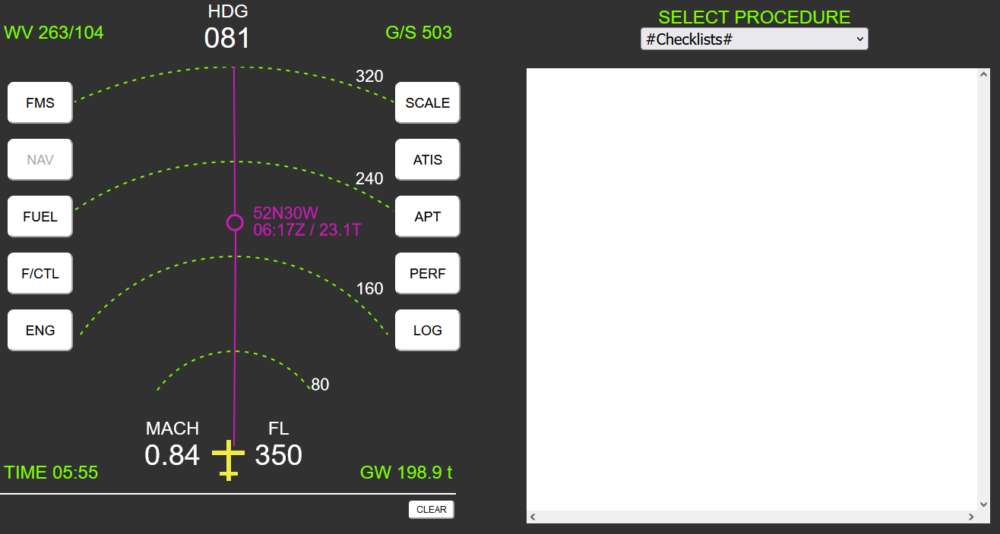 HDG
SELECT PROCEDURE
WV 263/104
081
G/S 503
#Checklists#
320
FMS
SCALE
NAV
ATIS
240
FUEL
52N30W
APT
06:17Z / 23.1T
F/CTL
160
PERF
ENG
LOG
80
MACH
FL
0.84
350
TIME 05:55
GW 198.9 t
CLEAR